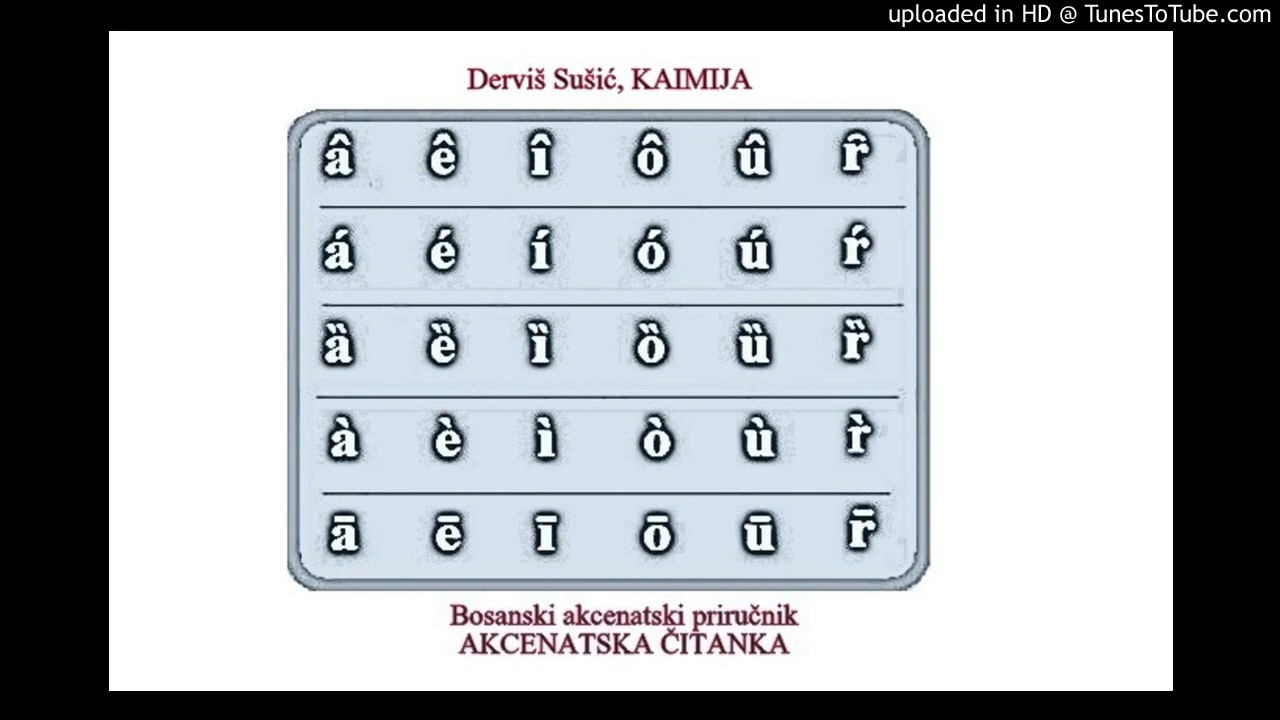 uploaded in HD @ TunesToTube.com
Derviš Sušić, KAIMIJA
â ê î ô û r̂
á é í ó ú ŕ
ȁ ȅ ȉ ȍ ȕ ȑ
à è ì ò ù r̀
ā ē ī ō ū r̄
Bosanski akcenatski priručnik
AKCENATSKA ČITANKA